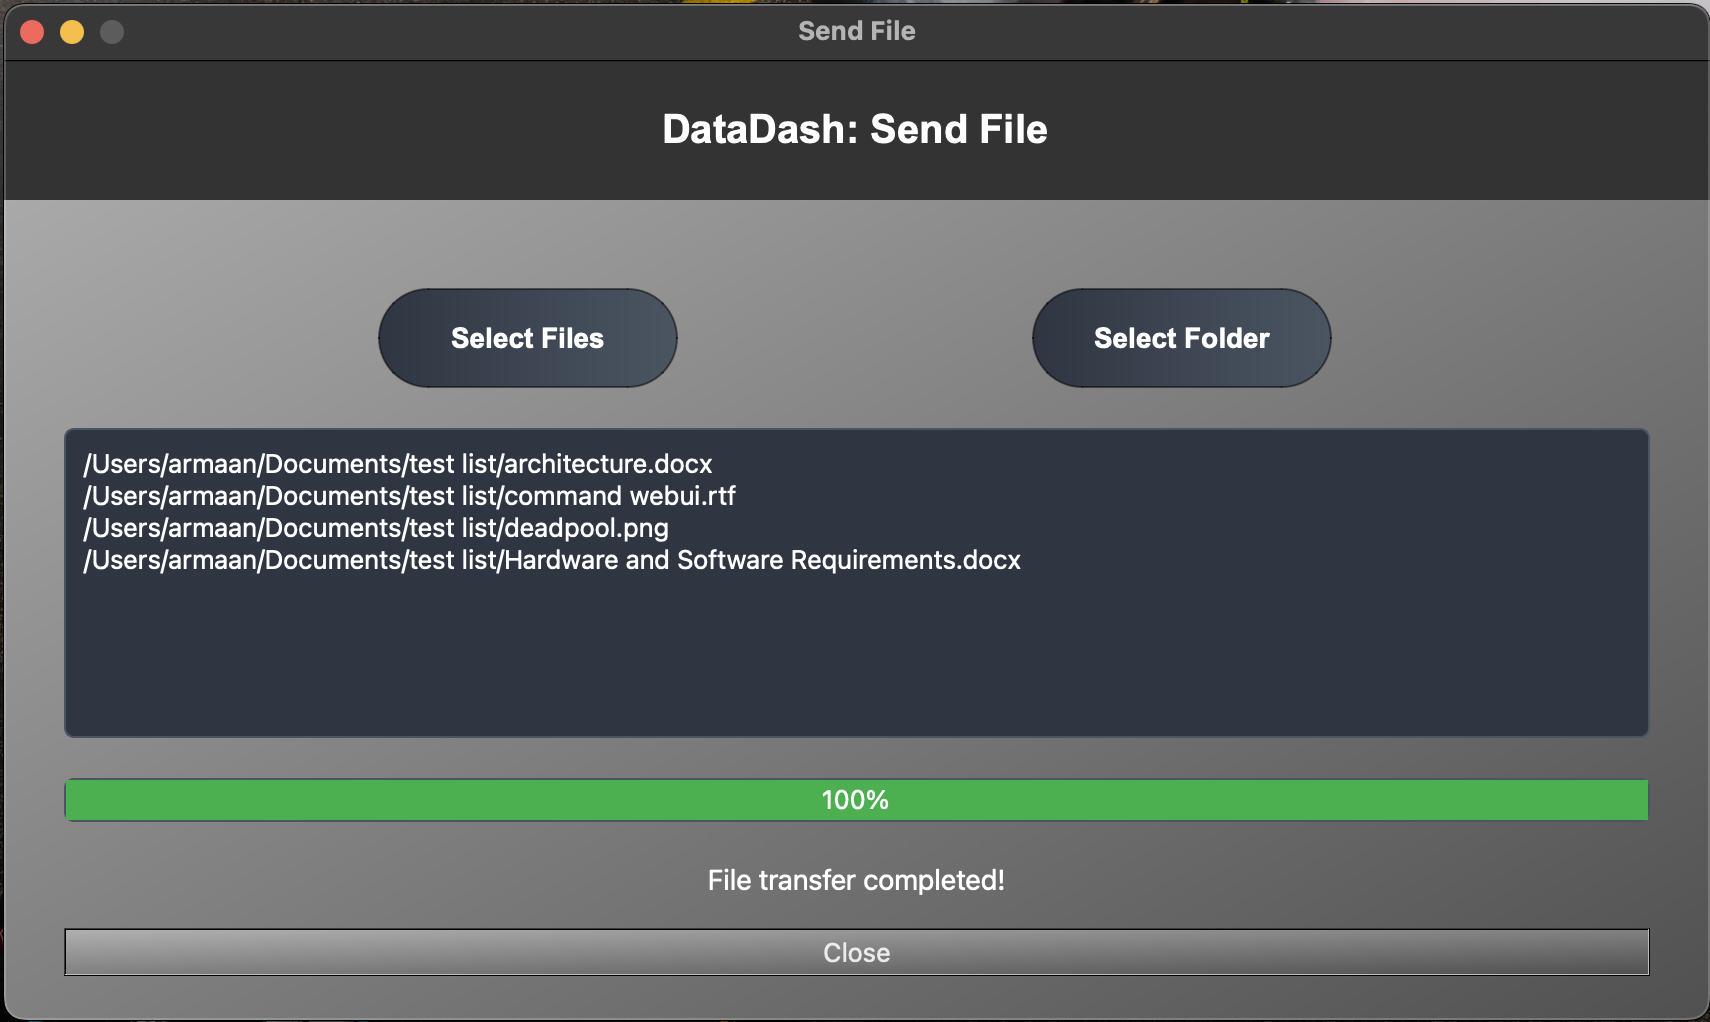 Send File
DataDash: Send File
Select Files
Select Folder
/Users/armaan/Documents/test list/architecture.docx
/Users/armaan/Documents/test list/command webui.rtf
/Users/armaan/Documents/test list/deadpool.png
/Users/armaan/Documents/test list/Hardware and Software Requirements.docx
100%
File transfer completed!
Close